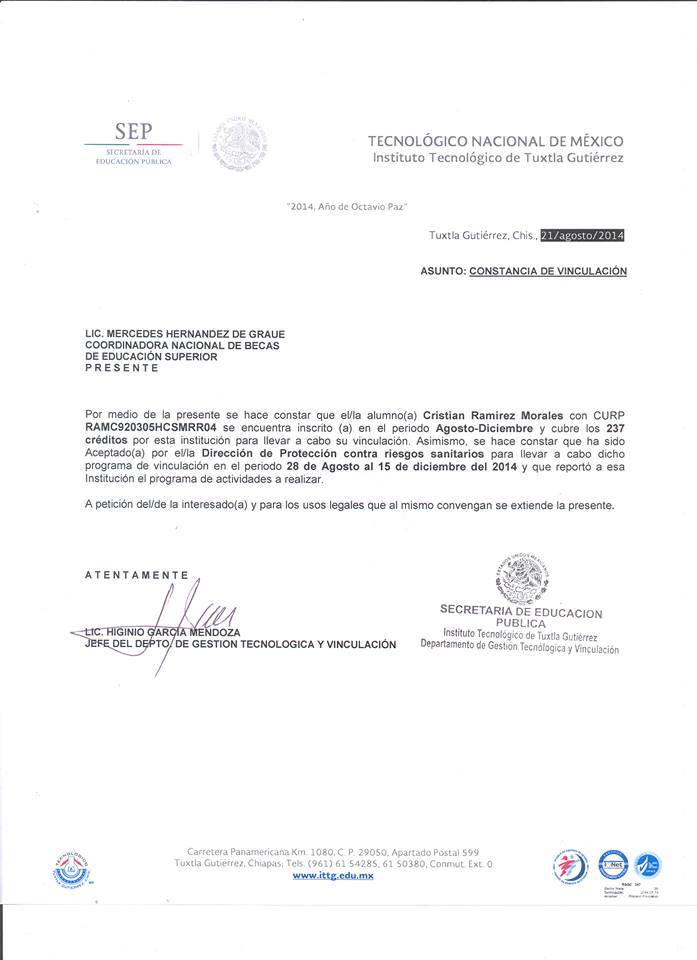 SEP
SECRETARÍA DE
EDUCACIÓN PÚBLICA
ESTADOS UNIDOS MEXICANOS
TECNOLÓGICO NACIONAL DE MÉXICO
Instituto Tecnológico de Tuxtla Gutiérrez
"2014, Año de Octavio Paz"
Tuxtla Gutiérrez, Chis., 21/agosto/2014
ASUNTO: CONSTANCIA DE VINCULACIÓN
LIC. MERCEDES HERNANDEZ DE GRAUE
COORDINADORA NACIONAL DE BECAS
DE EDUCACIÓN SUPERIOR
P R E S E N T E
Por medio de la presente se hace constar que el/la alumno(a) Cristian Ramirez Morales con CURP
RAMC920305HCSMRR04 se encuentra inscrito (a) en el periodo Agosto-Diciembre y cubre los 237
créditos por esta institución para llevar a cabo su vinculación. Asimismo, se hace constar que ha sido
Aceptado(a) por el/la Dirección de Protección contra riesgos sanitarios para llevar a cabo dicho
programa de vinculación en el periodo 28 de Agosto al 15 de diciembre del 2014 y que reportó a esa
Institución el programa de actividades a realizar.
A petición del/de la interesado(a) y para los usos legales que al mismo convengan se extiende la presente.
A T E N T A M E N T E
LIC. HIGINIO GARCÍA MENDOZA
JEFE DEL DEPTO. DE GESTION TECNOLOGICA Y VINCULACIÓN
ESTADOS UNIDOS MEXICANOS
SECRETARIA DE EDUCACION
PUBLICA
Instituto Tecnológico de Tuxtla Gutiérrez
Departamento de Gestión Tecnólogica y Vinculación
Carretera Panamericana Km. 1080, C. P. 29050, Apartado Postal 599
Tuxtla Gutiérrez, Chiapas; Tels. (961) 61 54285, 61 50380, Conmut. Ext. 0
www.ittg.edu.mx
TECNOLOGICO
TUXTLA GUTIERREZ